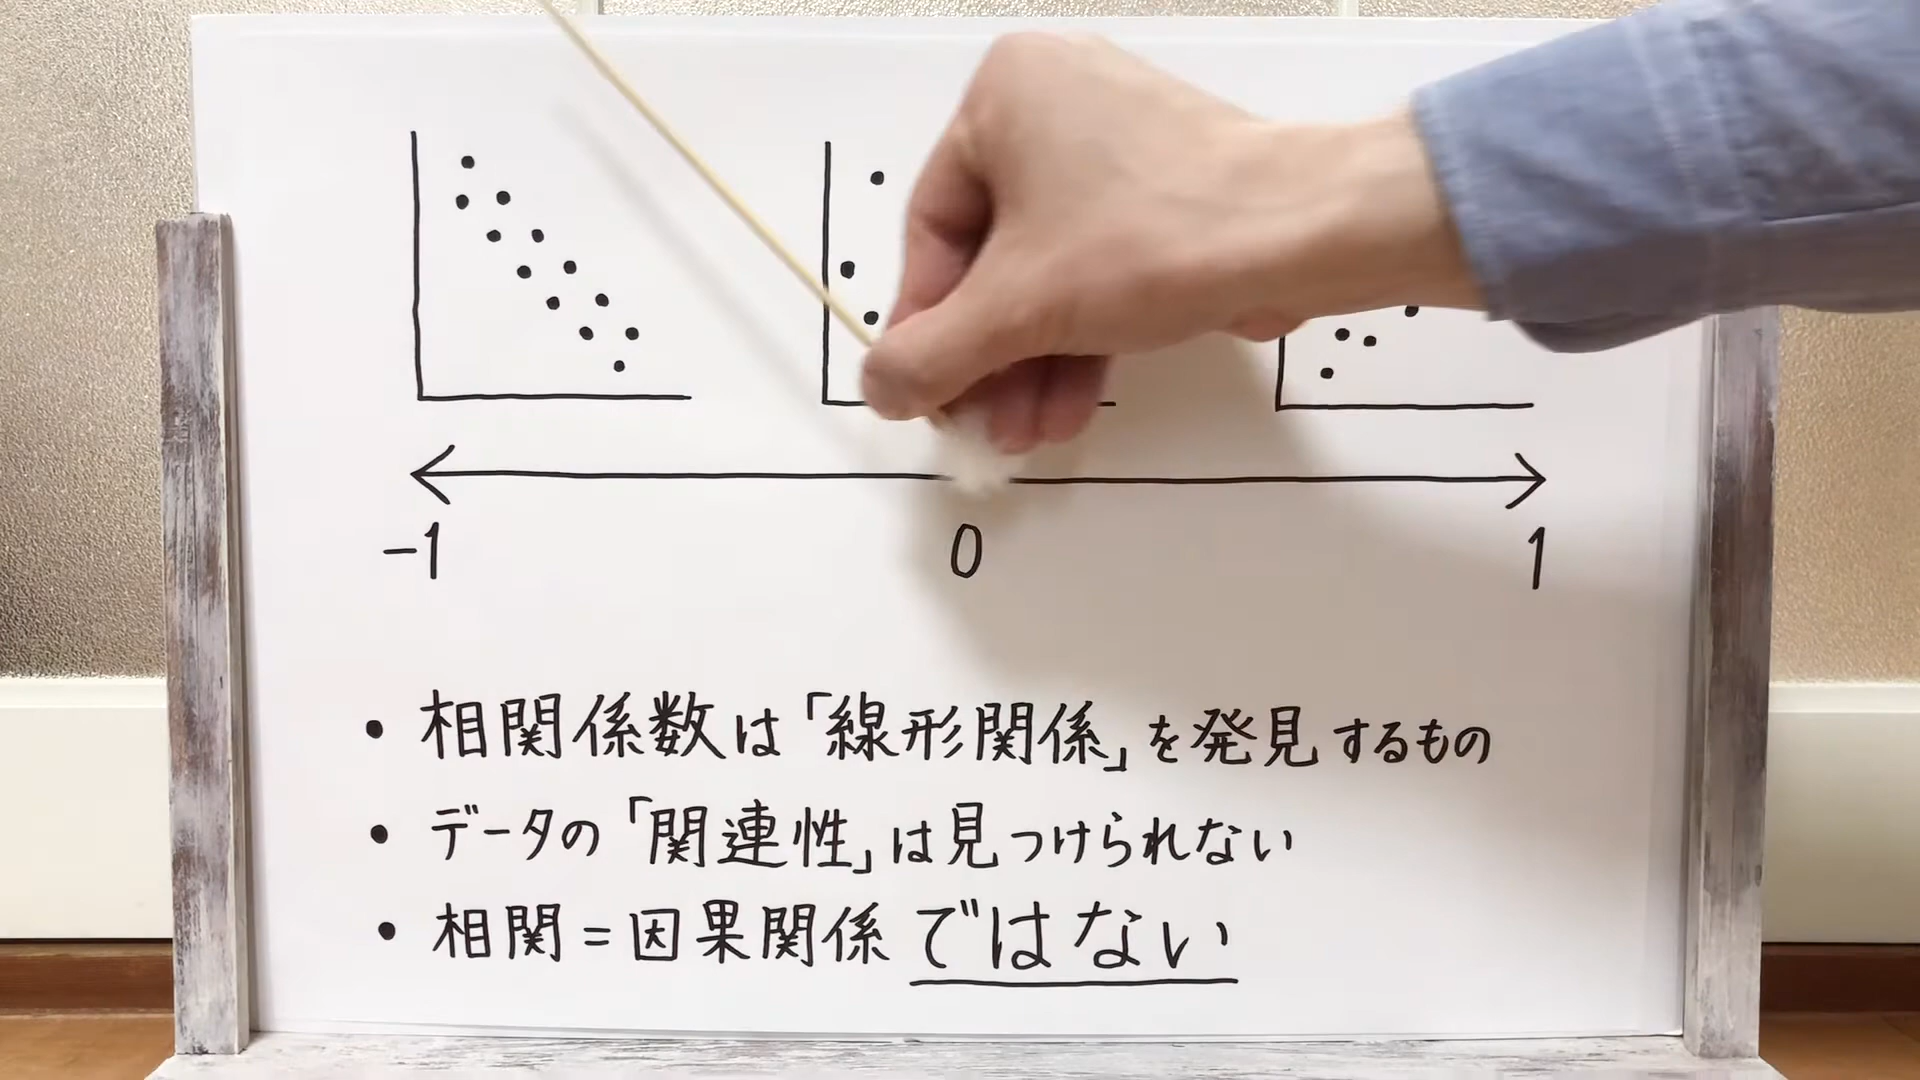 -1 0 1
• 相関係数は「線形関係」を発見するもの
• データの「関連性」は見つけられない
• 相関=因果関係ではない